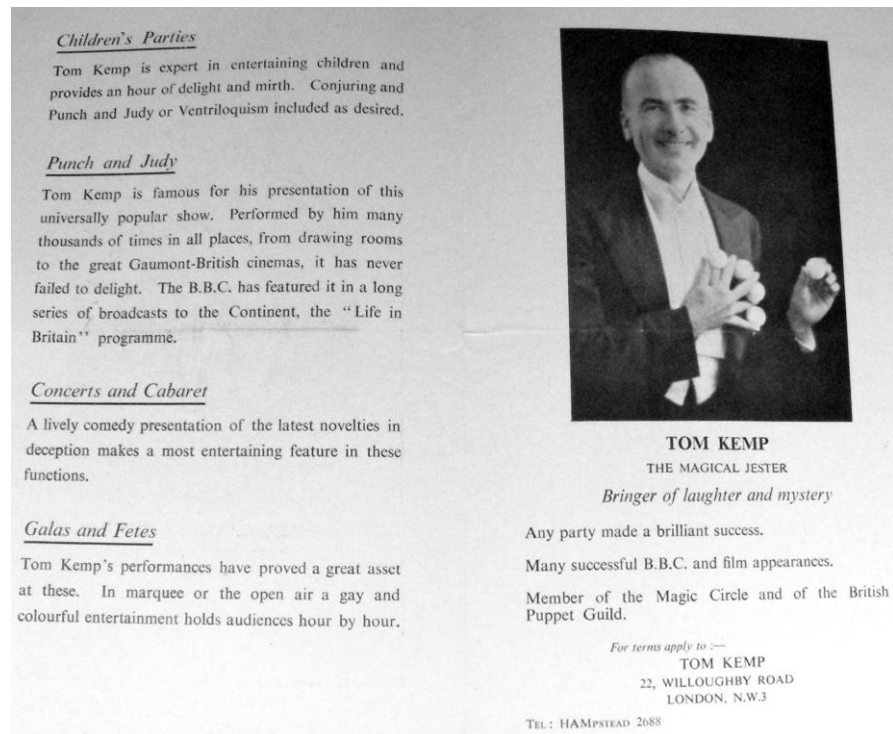 Children's Parties
Tom Kemp is expert in entertaining children and
provides an hour of delight and mirth. Conjuring and
Punch and Judy or Ventriloquism included as desired.
Punch and Judy
Tom Kemp is famous for his presentation of this
universally popular show. Performed by him many
thousands of times in all places, from drawing rooms
to the great Gaumont-British cinemas, it has never
failed to delight. The B.B.C. has featured it in a long
series of broadcasts to the Continent, the "Life in
Britain" programme.
Concerts and Cabaret
A lively comedy presentation of the latest novelties in
deception makes a most entertaining feature in these
functions.
Galas and Fetes
Tom Kemp's performances have proved a great asset
at these. In marquee or the open air a gay and
colourful entertainment holds audiences hour by hour.
TOM KEMP
THE MAGICAL JESTER
Bringer of laughter and mystery
Any party made a brilliant success.
Many successful B.B.C. and film appearances.
Member of the Magic Circle and of the British
Puppet Guild.
For terms apply to :—
TOM KEMP
22, WILLOUGHBY ROAD
LONDON, N.W.3
TEL : HAMPSTEAD 2688